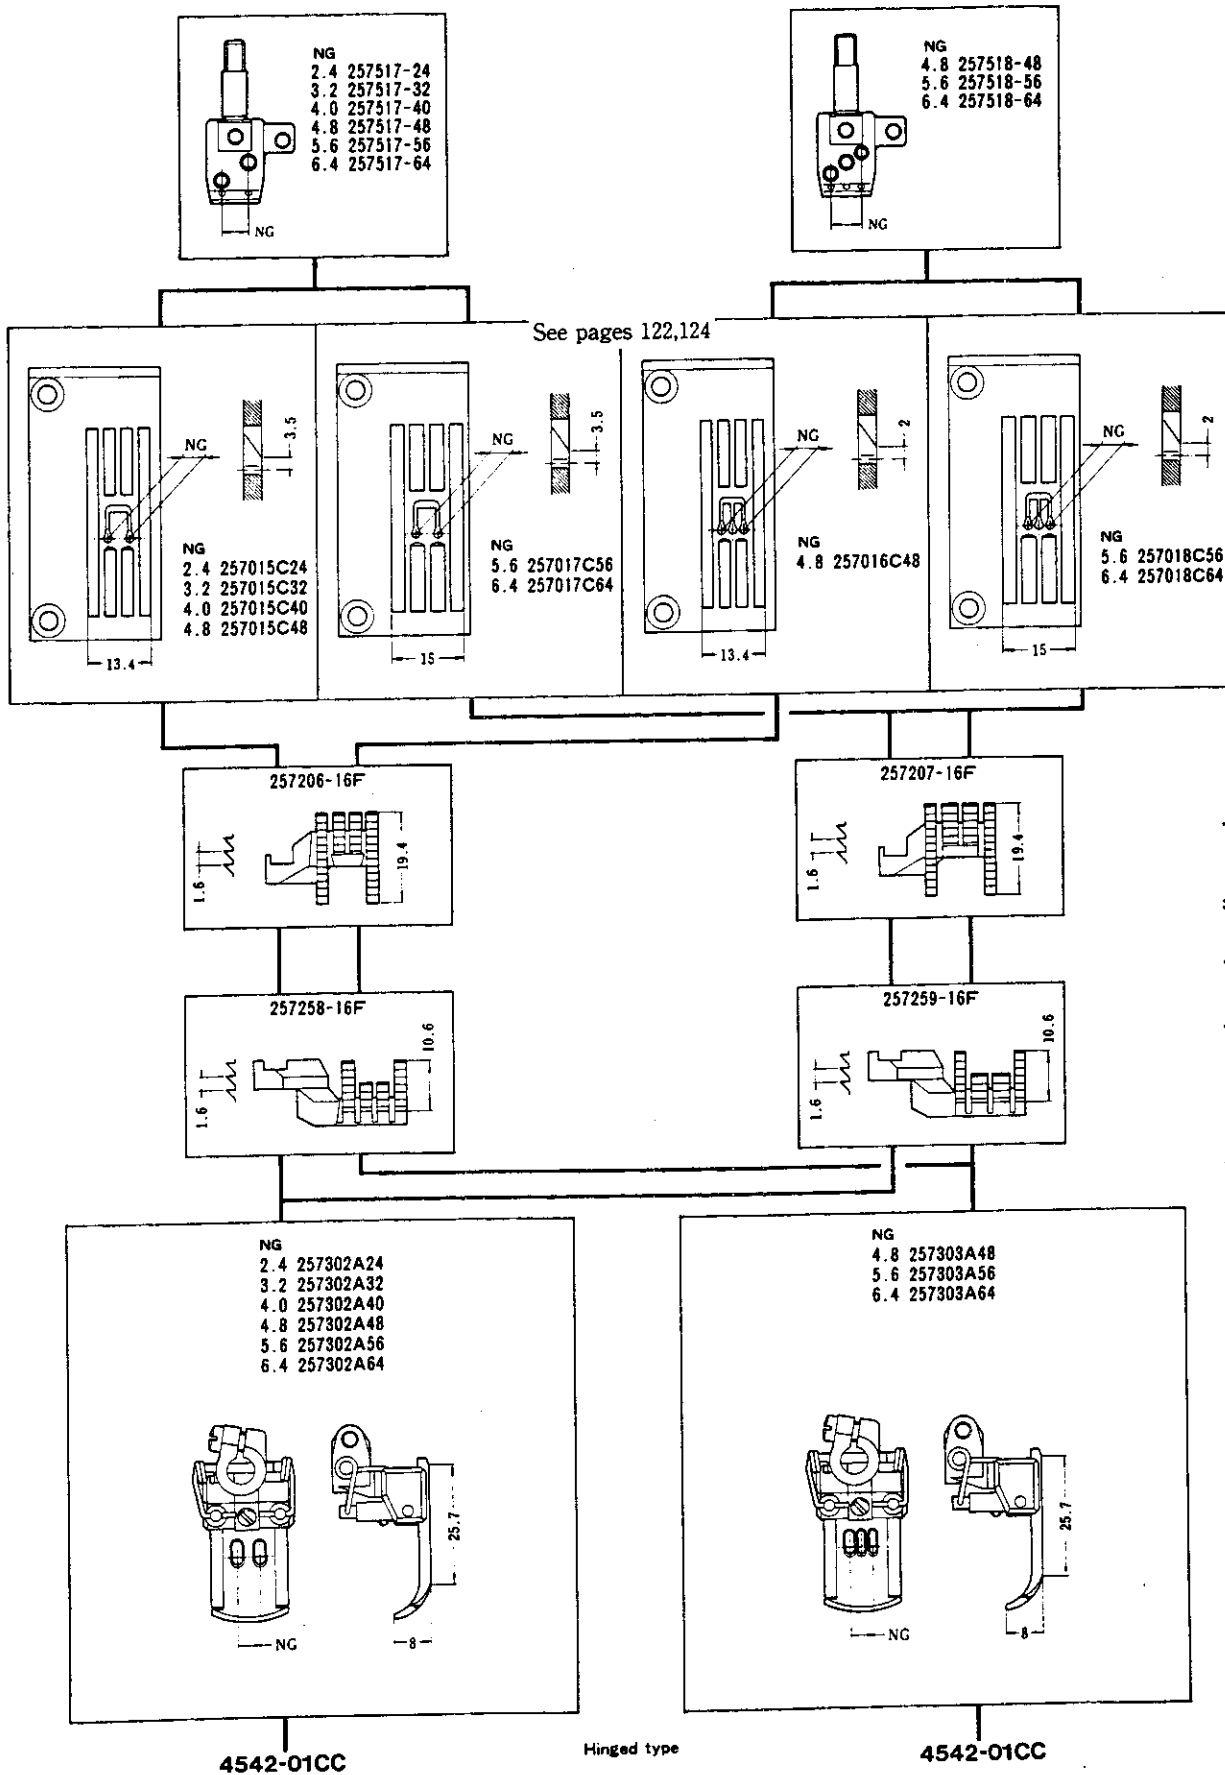 NG
2.4 257517-24
3.2 257517-32
4.0 257517-40
4.8 257517-48
5.6 257517-56
6.4 257517-64
NG
NG
4.8 257518-48
5.6 257518-56
6.4 257518-64
NG
See pages 122,124
NG
3.5
NG
2.4 257015C24
3.2 257015C32
4.0 257015C40
4.8 257015C48
13.4
NG
3.5
NG
5.6 257017C56
6.4 257017C64
15
NG
2
NG
4.8 257016C48
13.4
NG
2
NG
5.6 257018C56
6.4 257018C64
15
257206-16F
1.6
19.4
257207-16F
1.6
19.4
257258-16F
1.6
10.6
257259-16F
1.6
10.6
NG
2.4 257302A24
3.2 257302A32
4.0 257302A40
4.8 257302A48
5.6 257302A56
6.4 257302A64
25.7
NG
8
NG
4.8 257303A48
5.6 257303A56
6.4 257303A64
25.7
NG
8
4542-01CC
Hinged type
4542-01CC